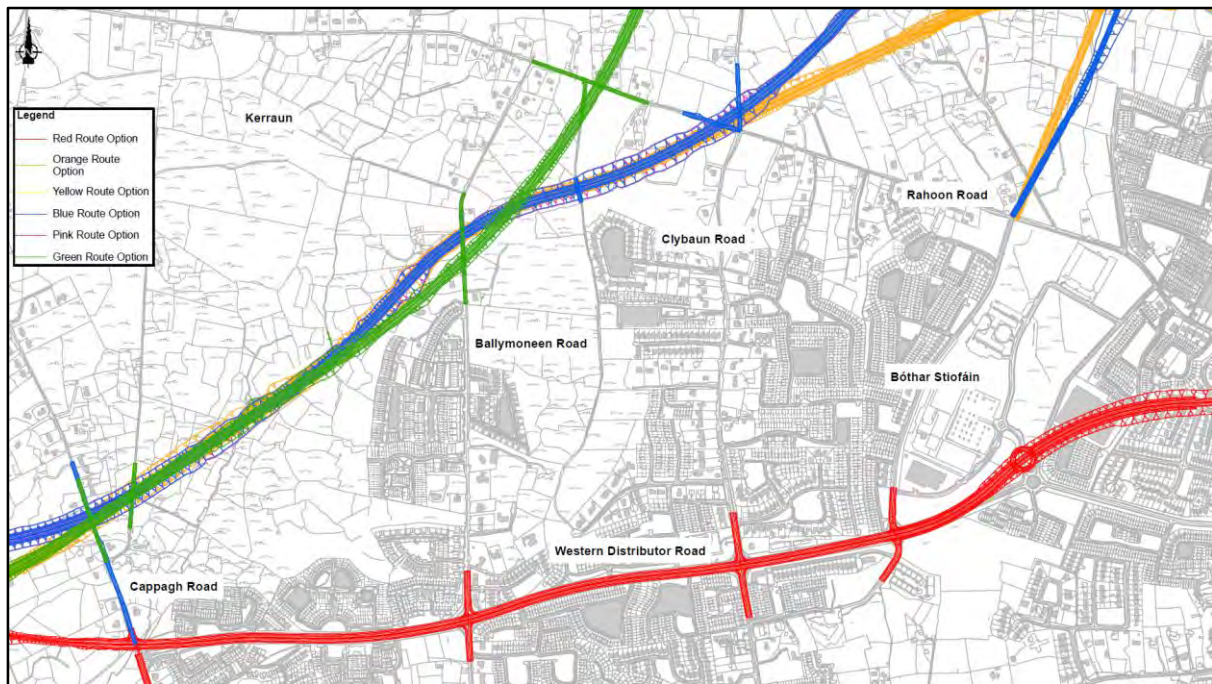 Kerraun
Legend
Red Route Option
Orange Route
Option
Yellow Route Option
Blue Route Option
Pink Route Option
Green Route Option
Rahoon Road
Clybaun Road
Ballymoneen Road
Bóthar Stiofáin
Western Distributor Road
Cappagh Road